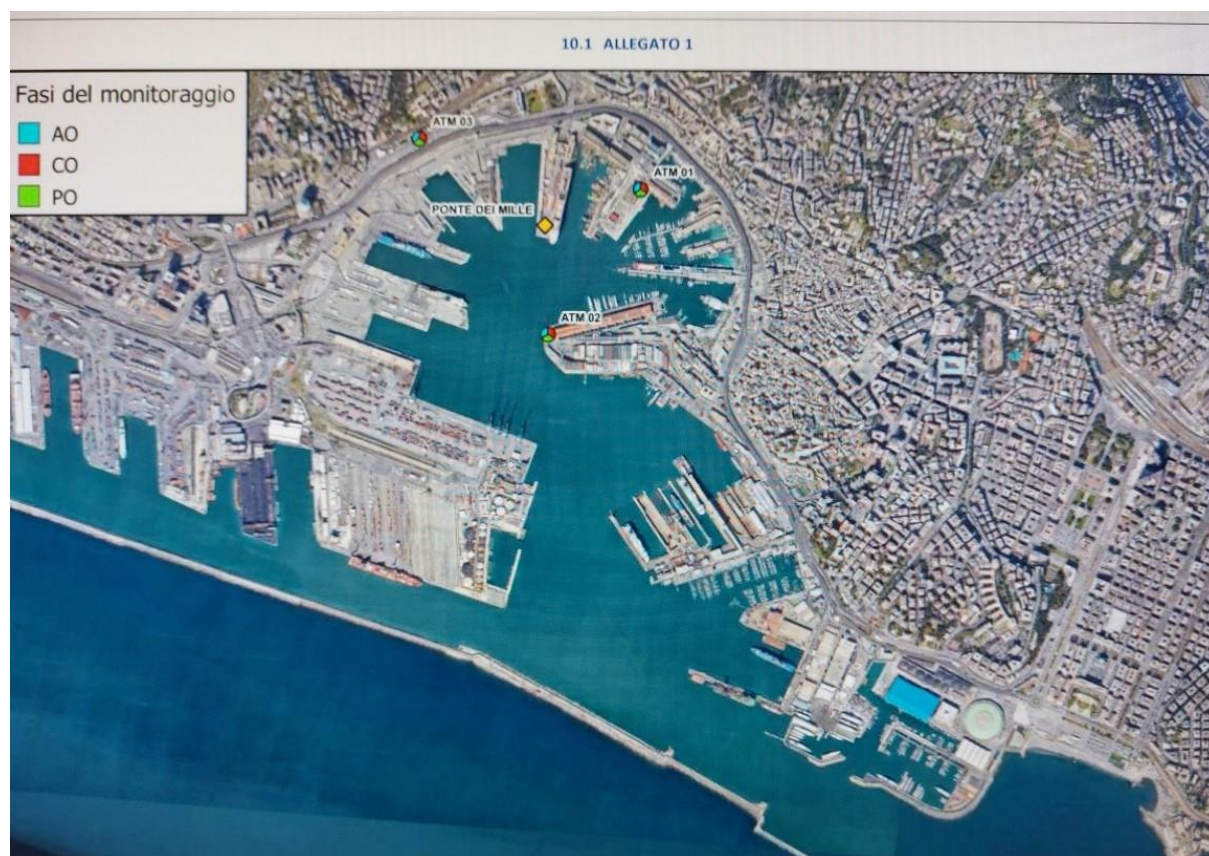 10.1 ALLEGATO 1
Fasi del monitoraggio
AO
CO
PO
ATM 03
ATM 01
PONTE DEI MILLE
ATM 02